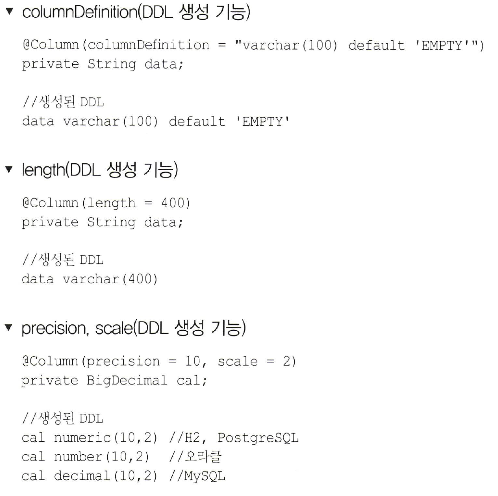 ▼ columnDefinition(DDL 생성 기능)
@Column(columnDefinition = "varchar(100) default 'EMPTY'")
private String data;
//생성된 DDL
data varchar(100) default 'EMPTY'
▼ length(DDL 생성 기능)
@Column(length = 400)
private String data;
//생성된 DDL
data varchar(400)
▼ precision, scale(DDL 생성 기능)
@Column(precision = 10, scale = 2)
private BigDecimal cal;
//생성된 DDL
cal numeric(10,2) //H2, PostgreSQL
cal number(10,2) //오라클
cal decimal(10,2) //MySQL